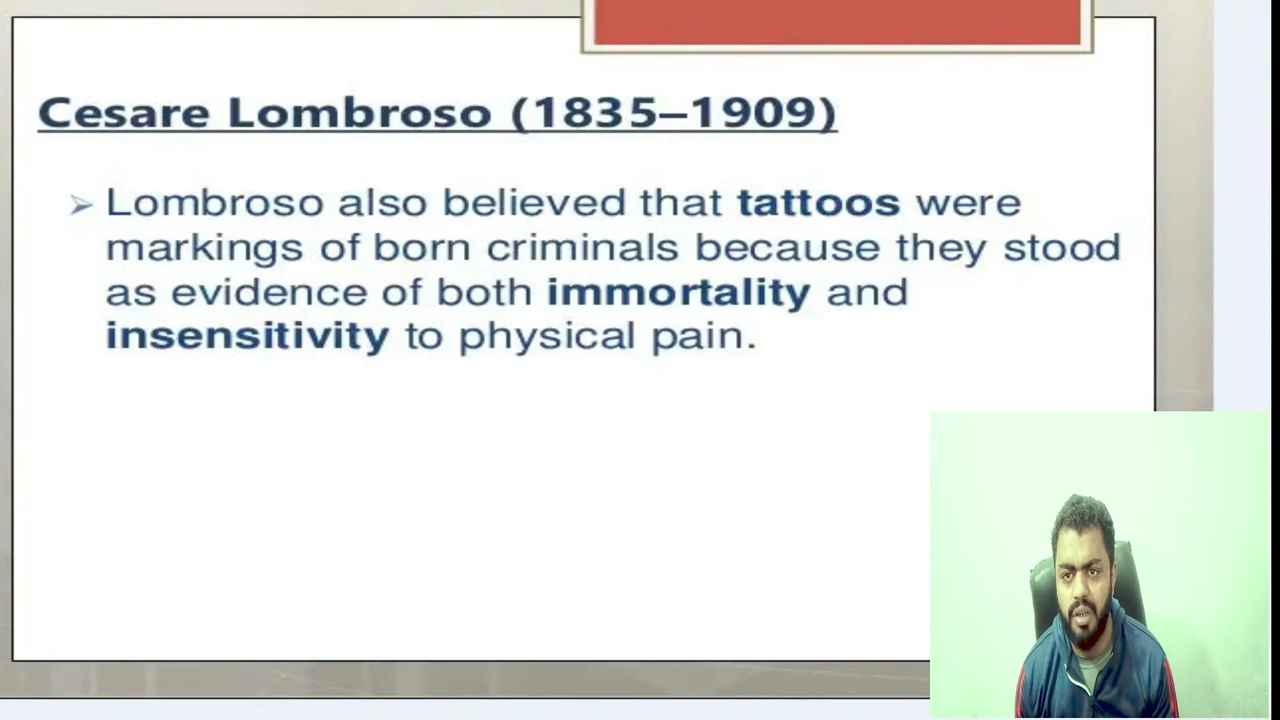 Cesare Lombroso (1835–1909)
➢ Lombroso also believed that tattoos were
markings of born criminals because they stood
as evidence of both immortality and
insensitivity to physical pain.